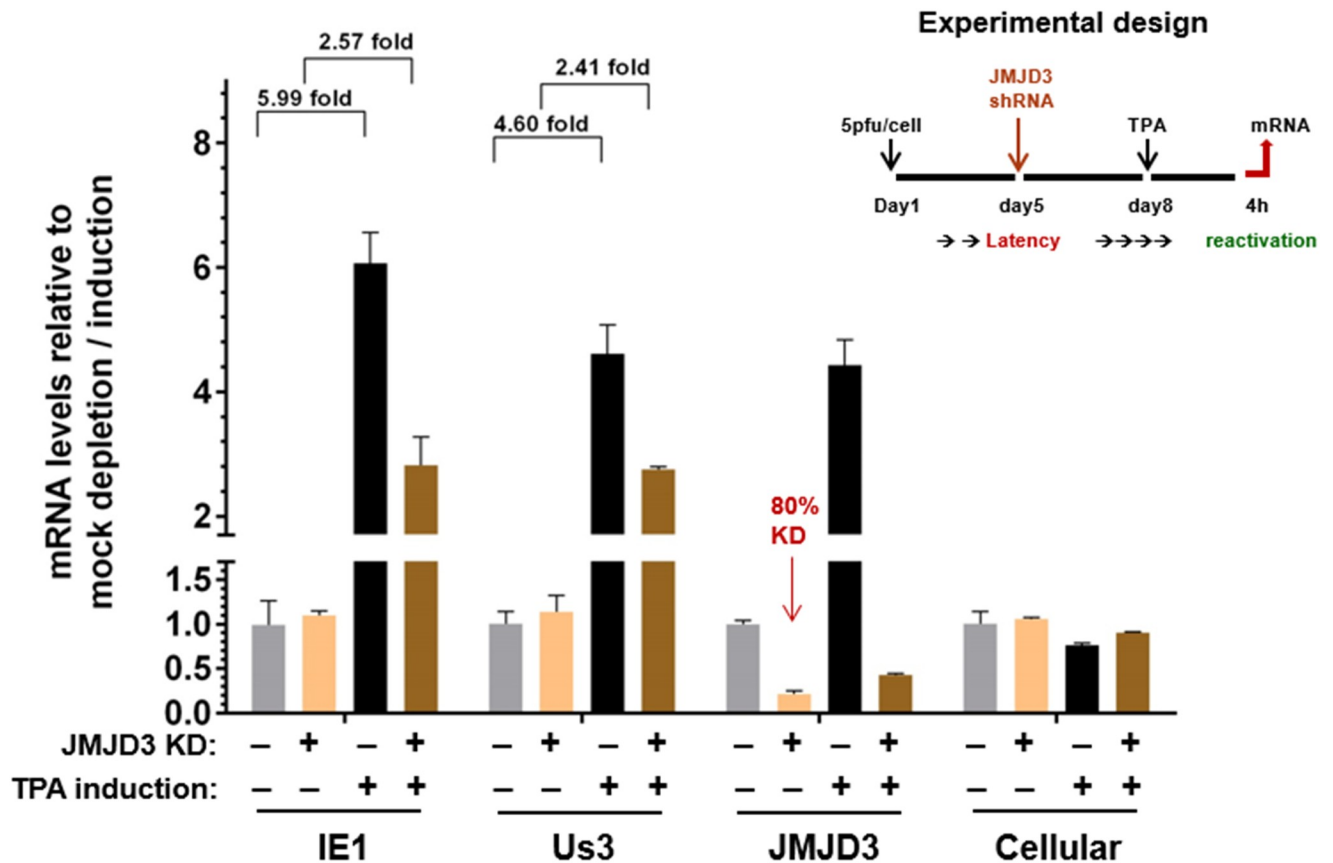 Experimental design
JMJD3
shRNA
5pfu/cell
TPA
mRNA
Day1
day5
day8
4h
→→ Latency →→→→ reactivation
2.57 fold
5.99 fold
2.41 fold
4.60 fold
mRNA levels relative to
mock depletion / induction
8
6
4
2
1.5
1.0
0.5
0.0
80%
KD
JMJD3 KD: – + – + – + – + – + – + – + – +
TPA induction: – – + + – – + + – – + + – – + +
IE1 Us3 JMJD3 Cellular